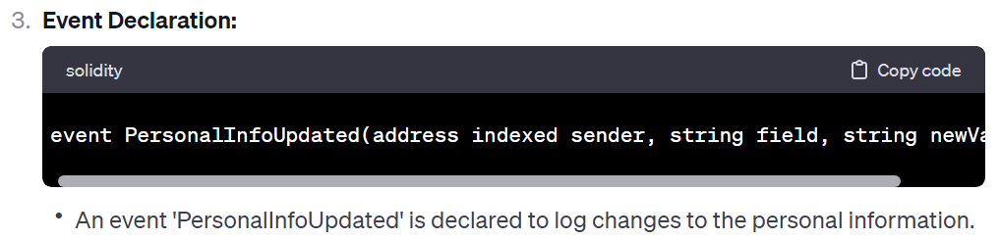 3. Event Declaration:
solidity Copy code
event PersonalInfoUpdated(address indexed sender, string field, string newVa
• An event 'PersonalInfoUpdated' is declared to log changes to the personal information.